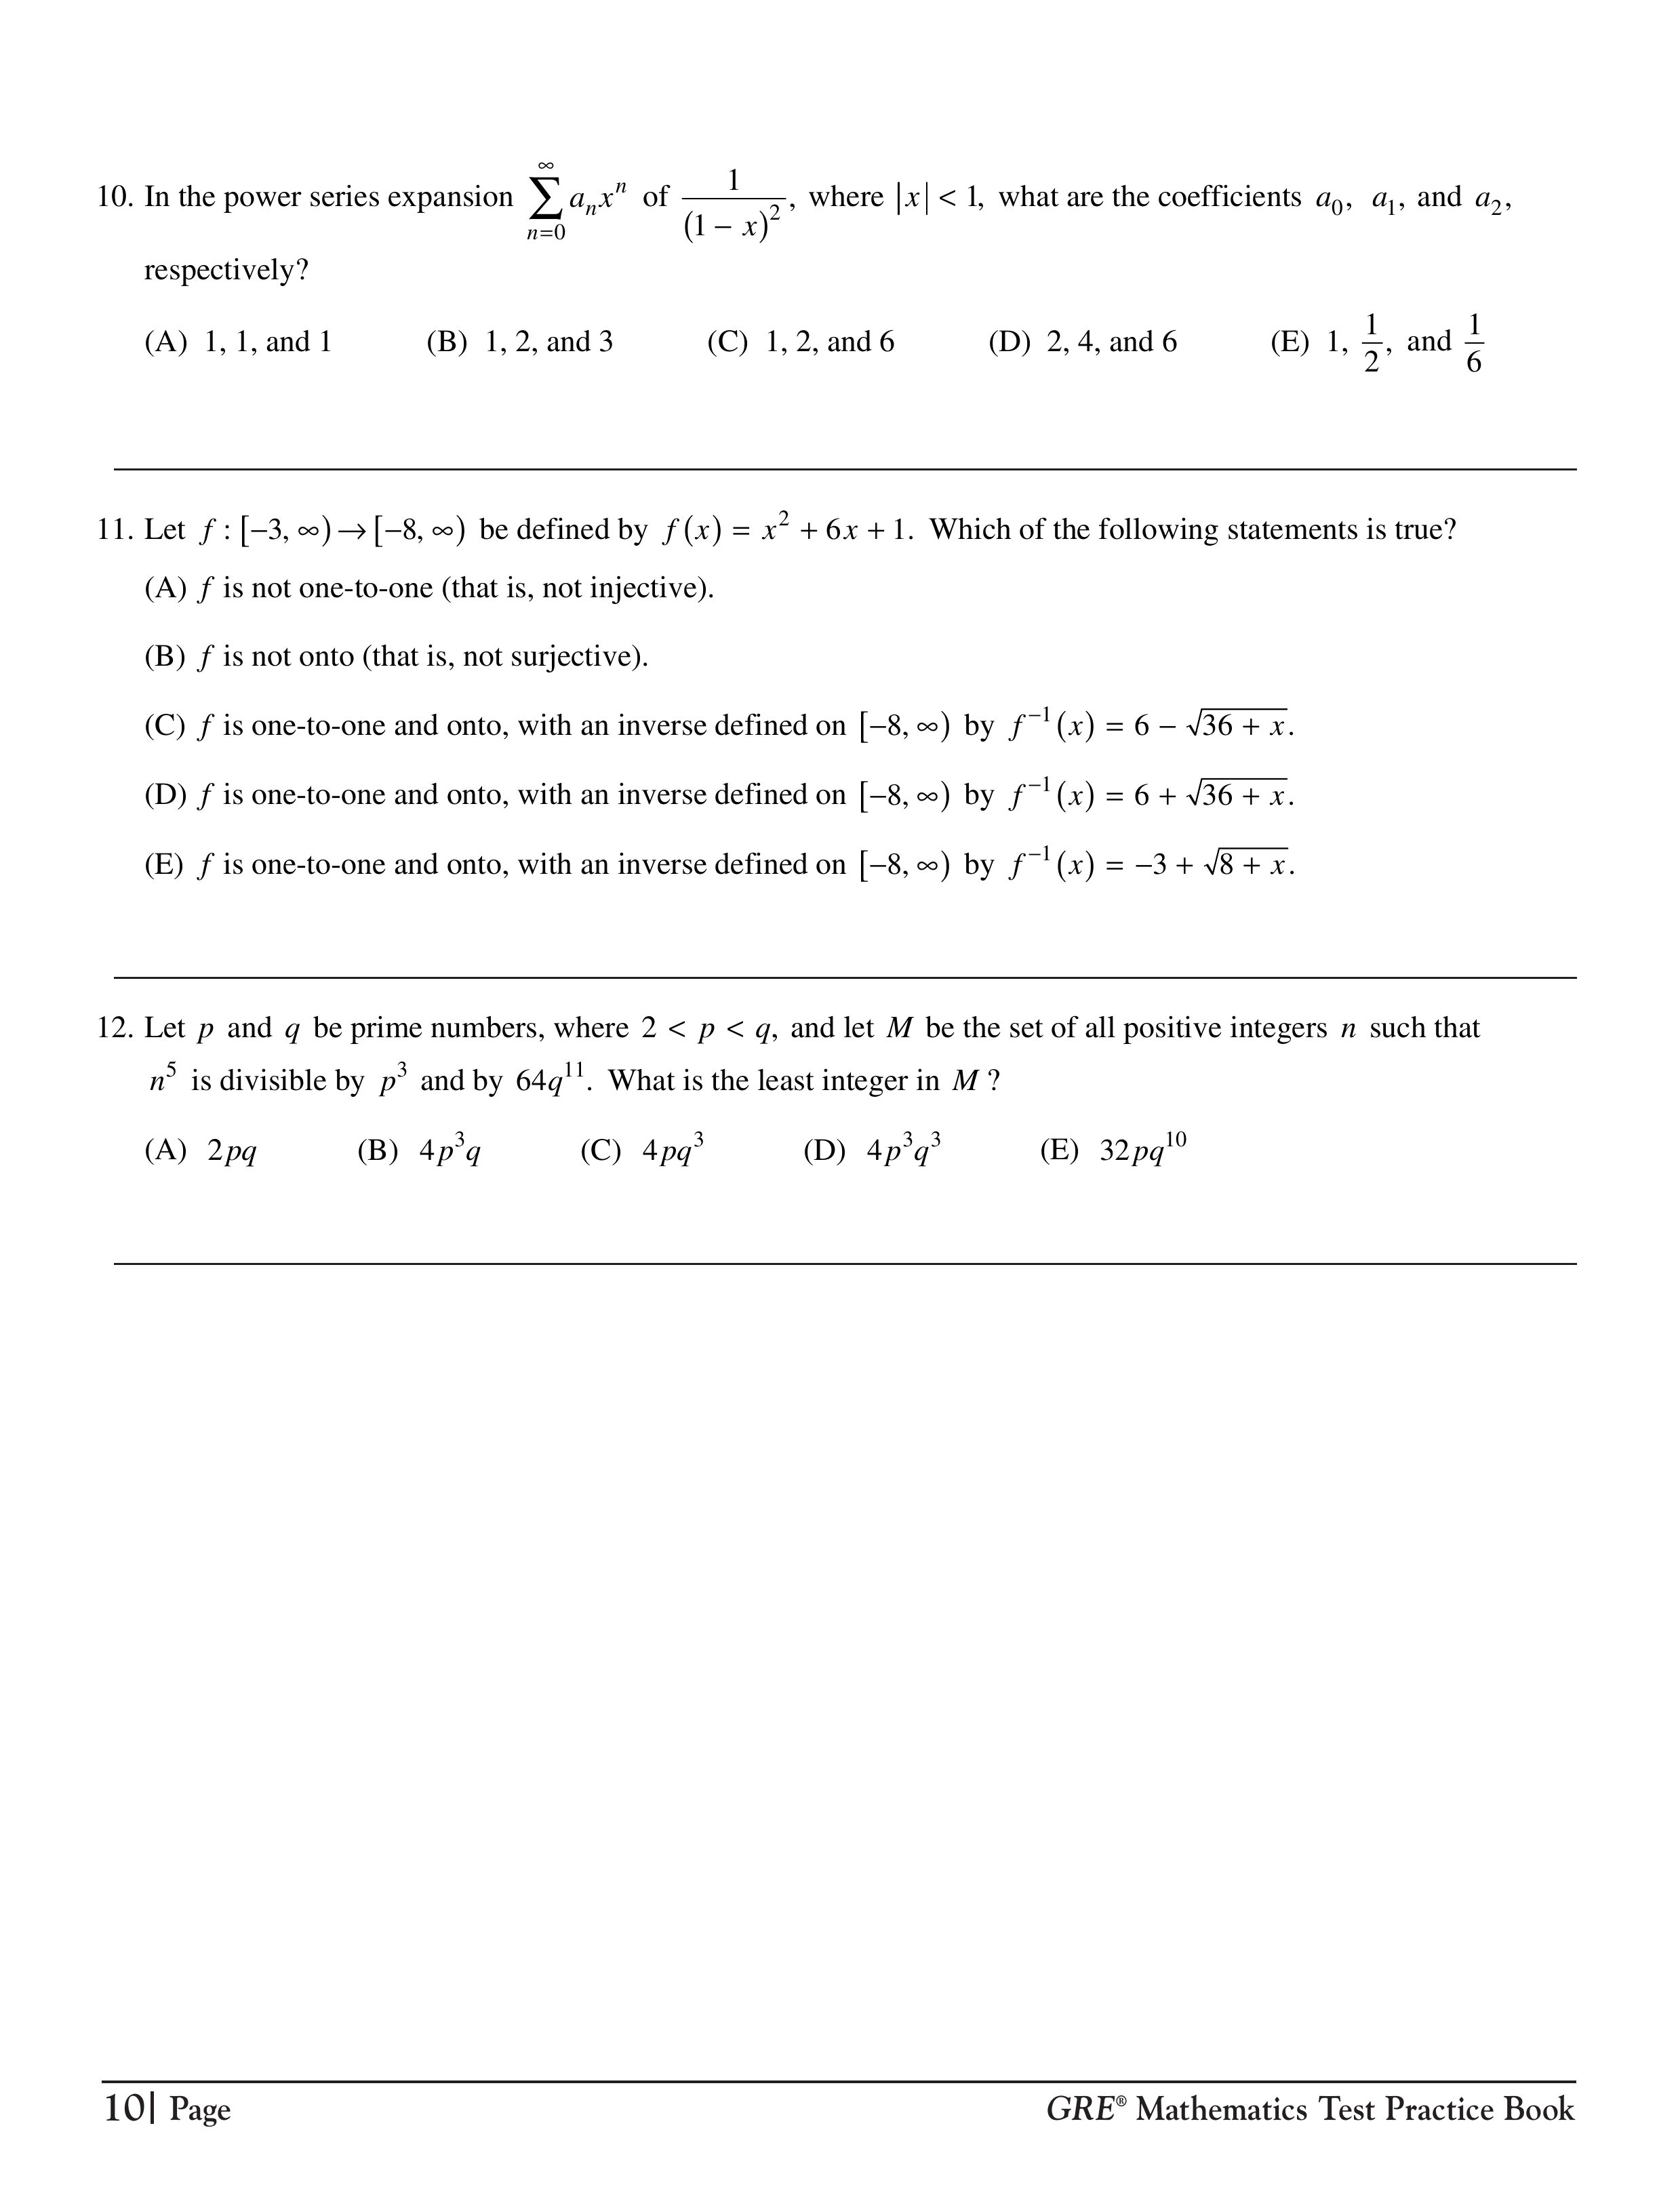 10. In the power series expansion $\sum_{n=0}^{\infty} a_n x^n$ of $\frac{1}{(1-x)^2}$, where $|x| < 1$, what are the coefficients $a_0$, $a_1$, and $a_2$,
respectively?
(A) 1, 1, and 1 (B) 1, 2, and 3 (C) 1, 2, and 6 (D) 2, 4, and 6 (E) 1, $\frac{1}{2}$, and $\frac{1}{6}$
11. Let $f : [-3, \infty) \to [-8, \infty)$ be defined by $f(x) = x^2 + 6x + 1$. Which of the following statements is true?
(A) $f$ is not one-to-one (that is, not injective).
(B) $f$ is not onto (that is, not surjective).
(C) $f$ is one-to-one and onto, with an inverse defined on $[-8, \infty)$ by $f^{-1}(x) = 6 - \sqrt{36 + x}$.
(D) $f$ is one-to-one and onto, with an inverse defined on $[-8, \infty)$ by $f^{-1}(x) = 6 + \sqrt{36 + x}$.
(E) $f$ is one-to-one and onto, with an inverse defined on $[-8, \infty)$ by $f^{-1}(x) = -3 + \sqrt{8 + x}$.
12. Let $p$ and $q$ be prime numbers, where $2 < p < q$, and let $M$ be the set of all positive integers $n$ such that
$n^5$ is divisible by $p^3$ and by $64q^{11}$. What is the least integer in $M$ ?
(A) $2pq$ (B) $4p^3q$ (C) $4pq^3$ (D) $4p^3q^3$ (E) $32pq^{10}$
10| Page GRE® Mathematics Test Practice Book